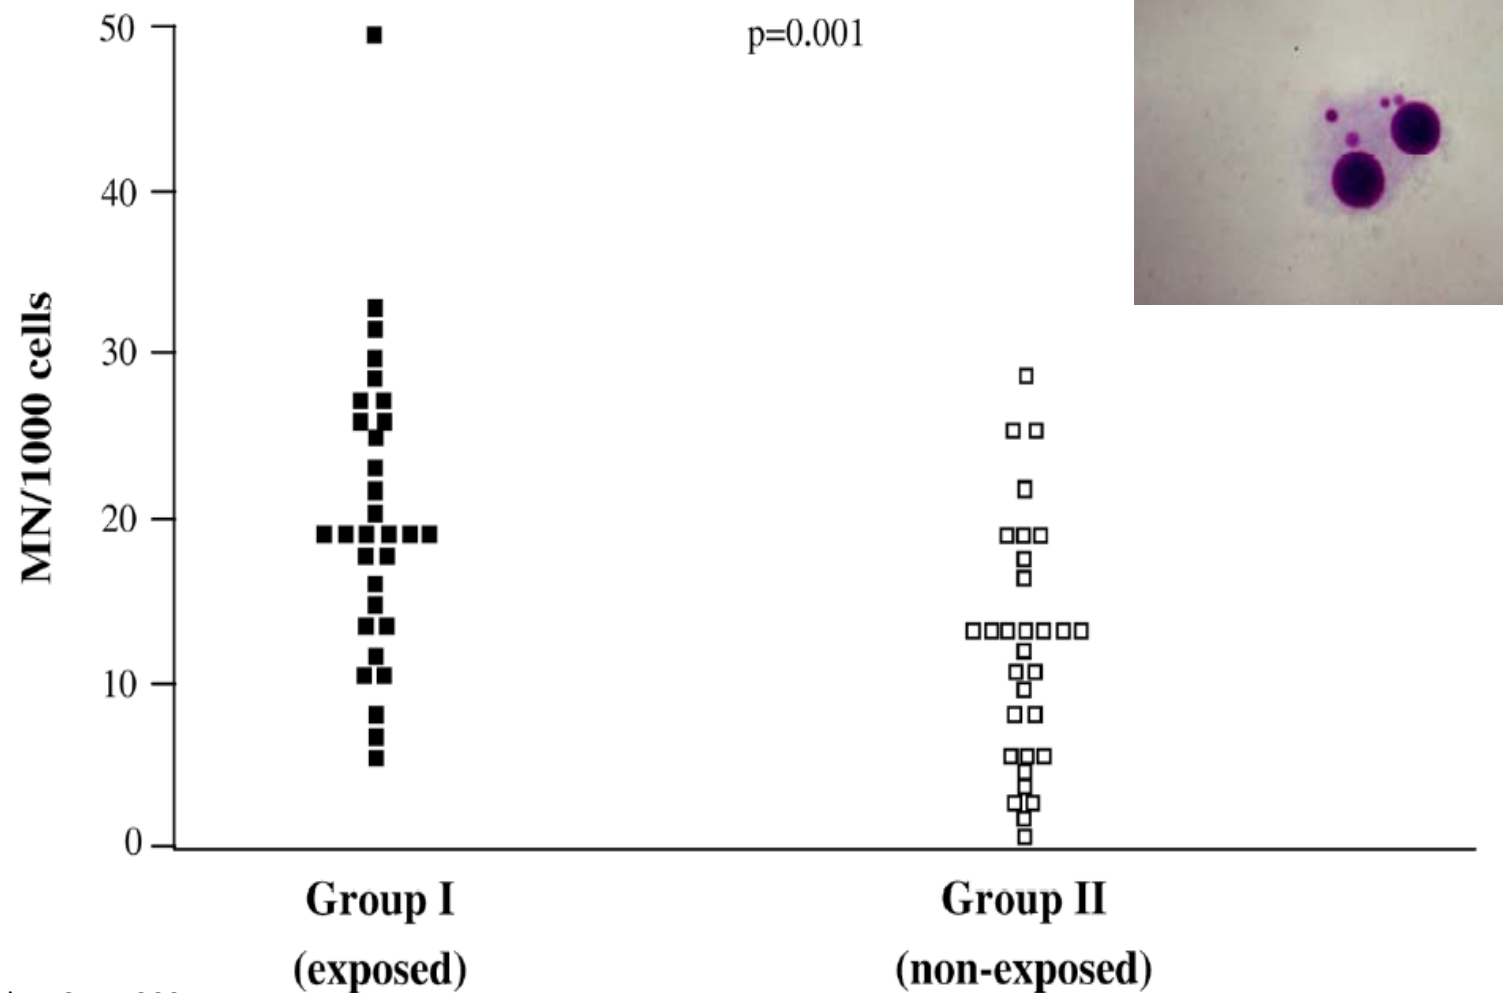 50
p=0.001
40
30
20
10
0
MN/1000 cells
Group I
Group II
(exposed)
(non-exposed)